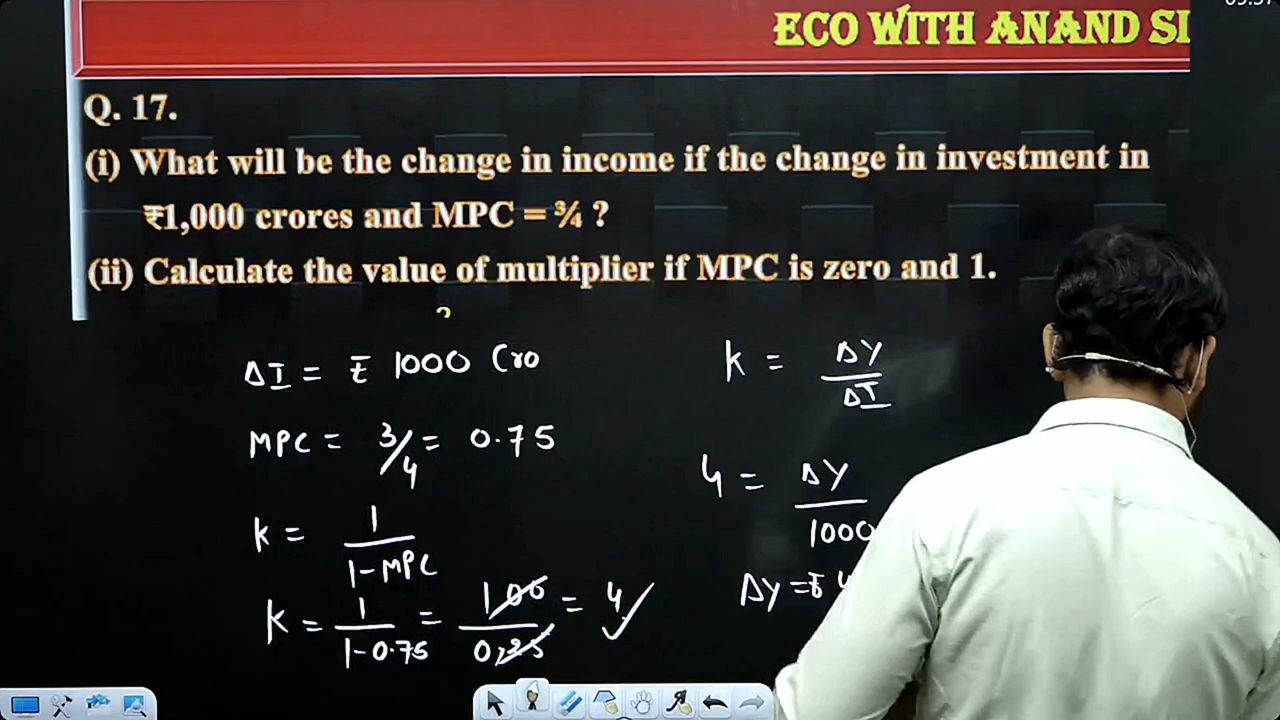 ECO WITH ANAND SI
Q. 17.
(i) What will be the change in income if the change in investment in
₹1,000 crores and MPC = ¾ ?
(ii) Calculate the value of multiplier if MPC is zero and 1.
ΔI = ₹ 1000 Cro
MPC = 3/4 = 0.75
k = 1/1-MPC
k = 1/1-0.75 = 100/0.25 = 4 ✓
k = ΔY/ΔI
4 = ΔY/1000
ΔY = ₹ 4